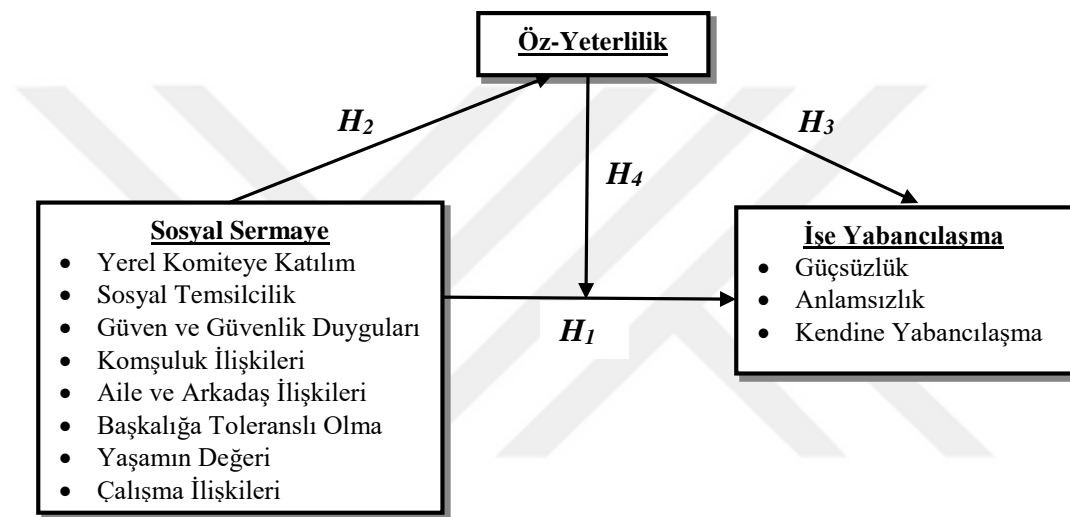 Öz-Yeterlilik
H2
H3
H4
Sosyal Sermaye
• Yerel Komiteye Katılım
• Sosyal Temsilcilik
• Güven ve Güvenlik Duyguları
• Komşuluk İlişkileri
• Aile ve Arkadaş İlişkileri
• Başkalığa Toleranslı Olma
• Yaşamın Değeri
• Çalışma İlişkileri
H1
İşe Yabancılaşma
• Güçsüzlük
• Anlamsızlık
• Kendine Yabancılaşma